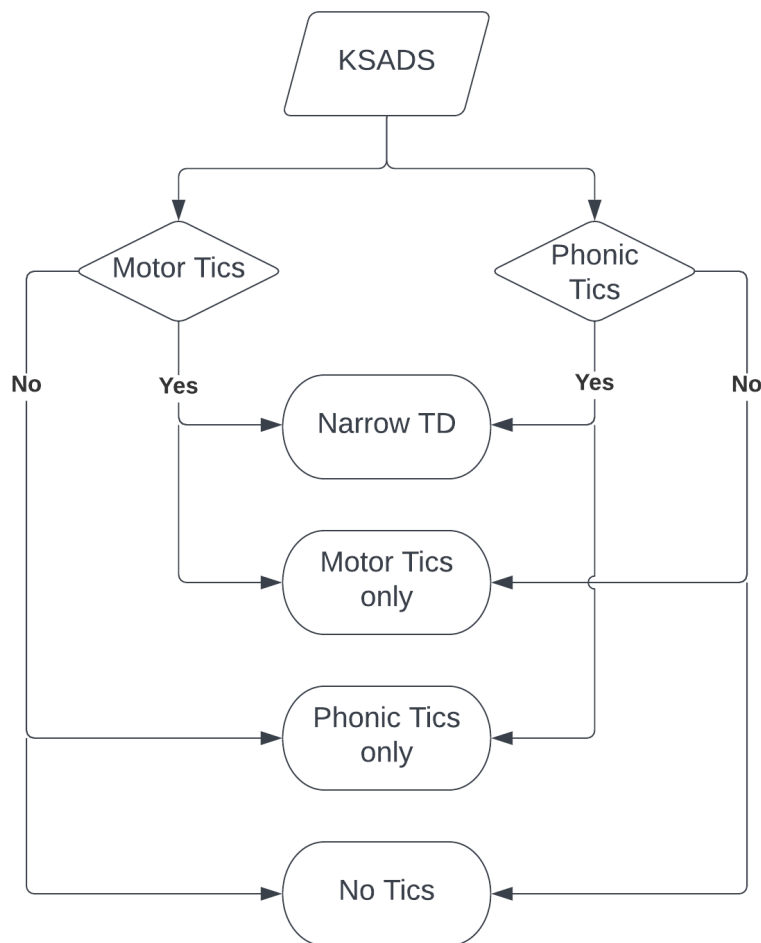 KSADS
Motor Tics
Phonic
Tics
No
Yes
Yes
No
Narrow TD
Motor Tics
only
Phonic Tics
only
No Tics